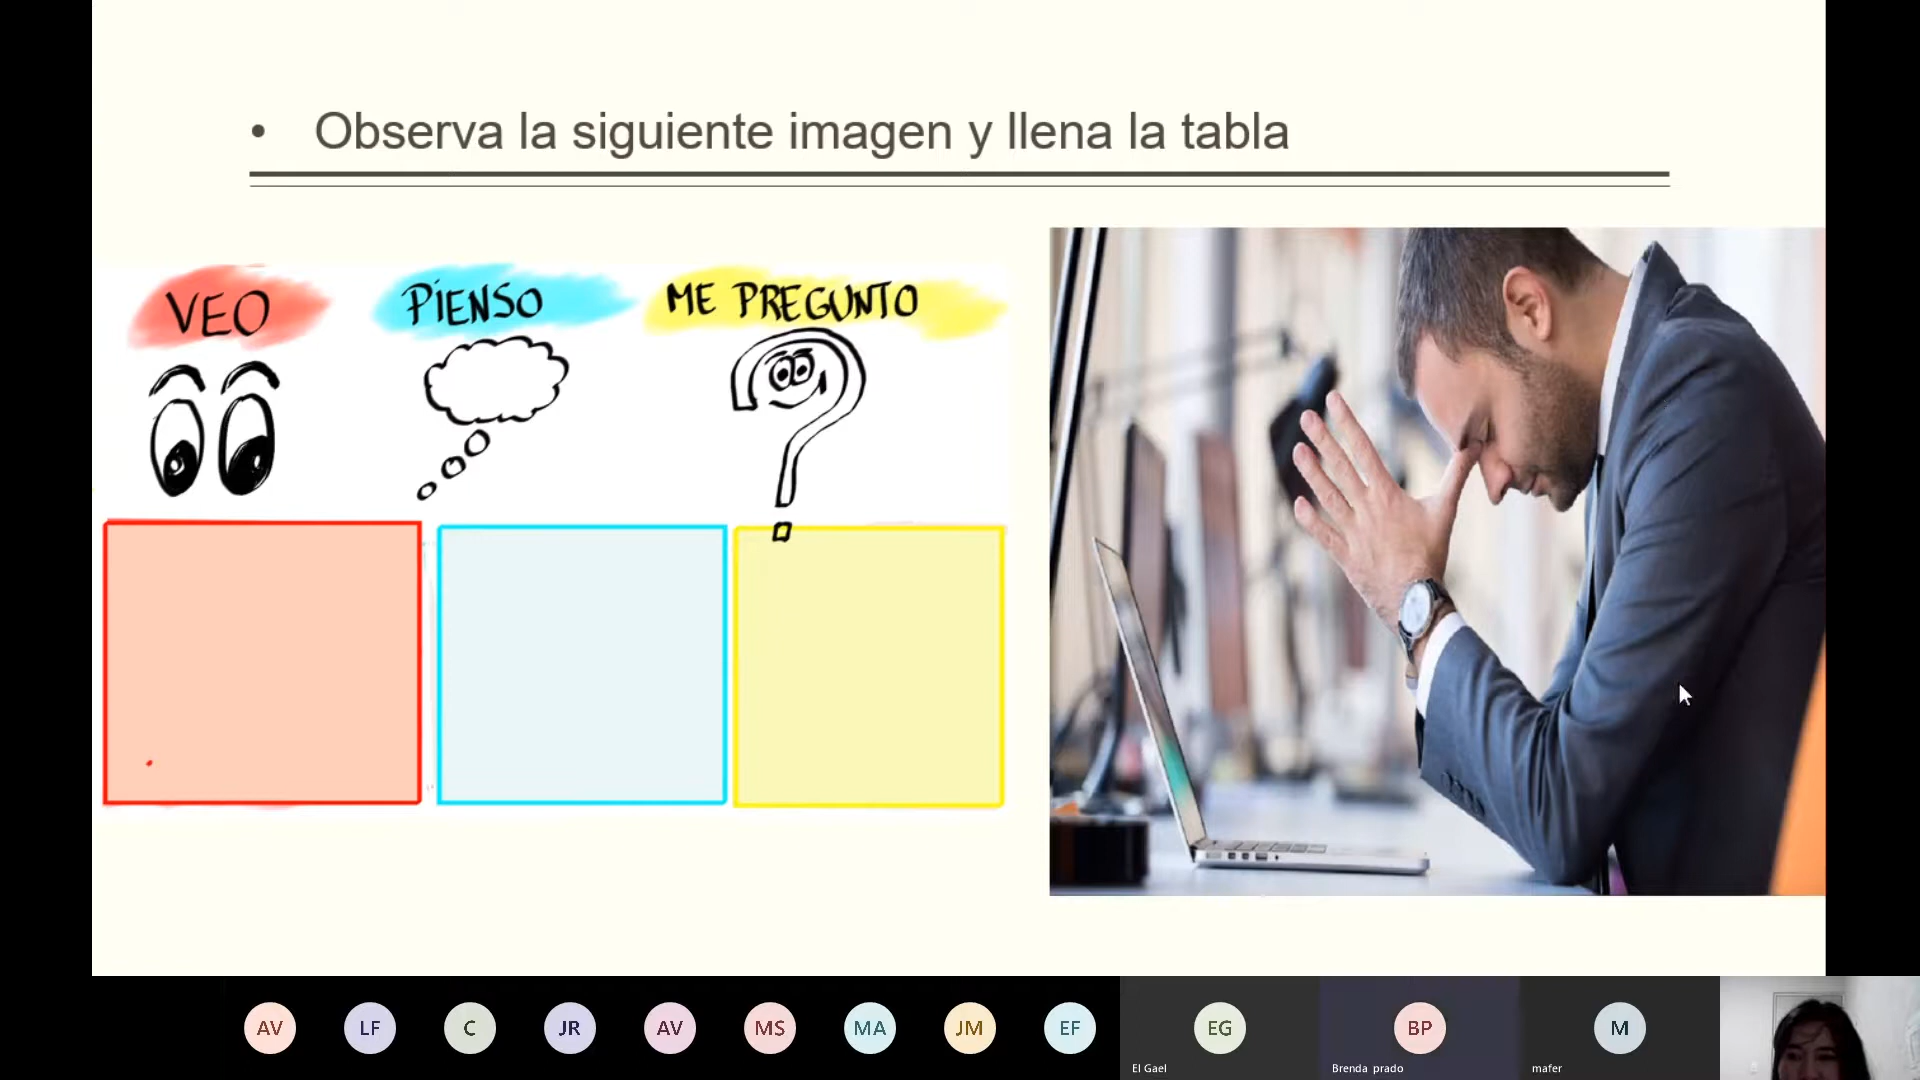 • Observa la siguiente imagen y llena la tabla
VEO
PIENSO
ME PREGUNTO
AV
LF
C
JR
AV
MS
MA
JM
EF
EG
BP
M
El Gael
Brenda prado
mafer